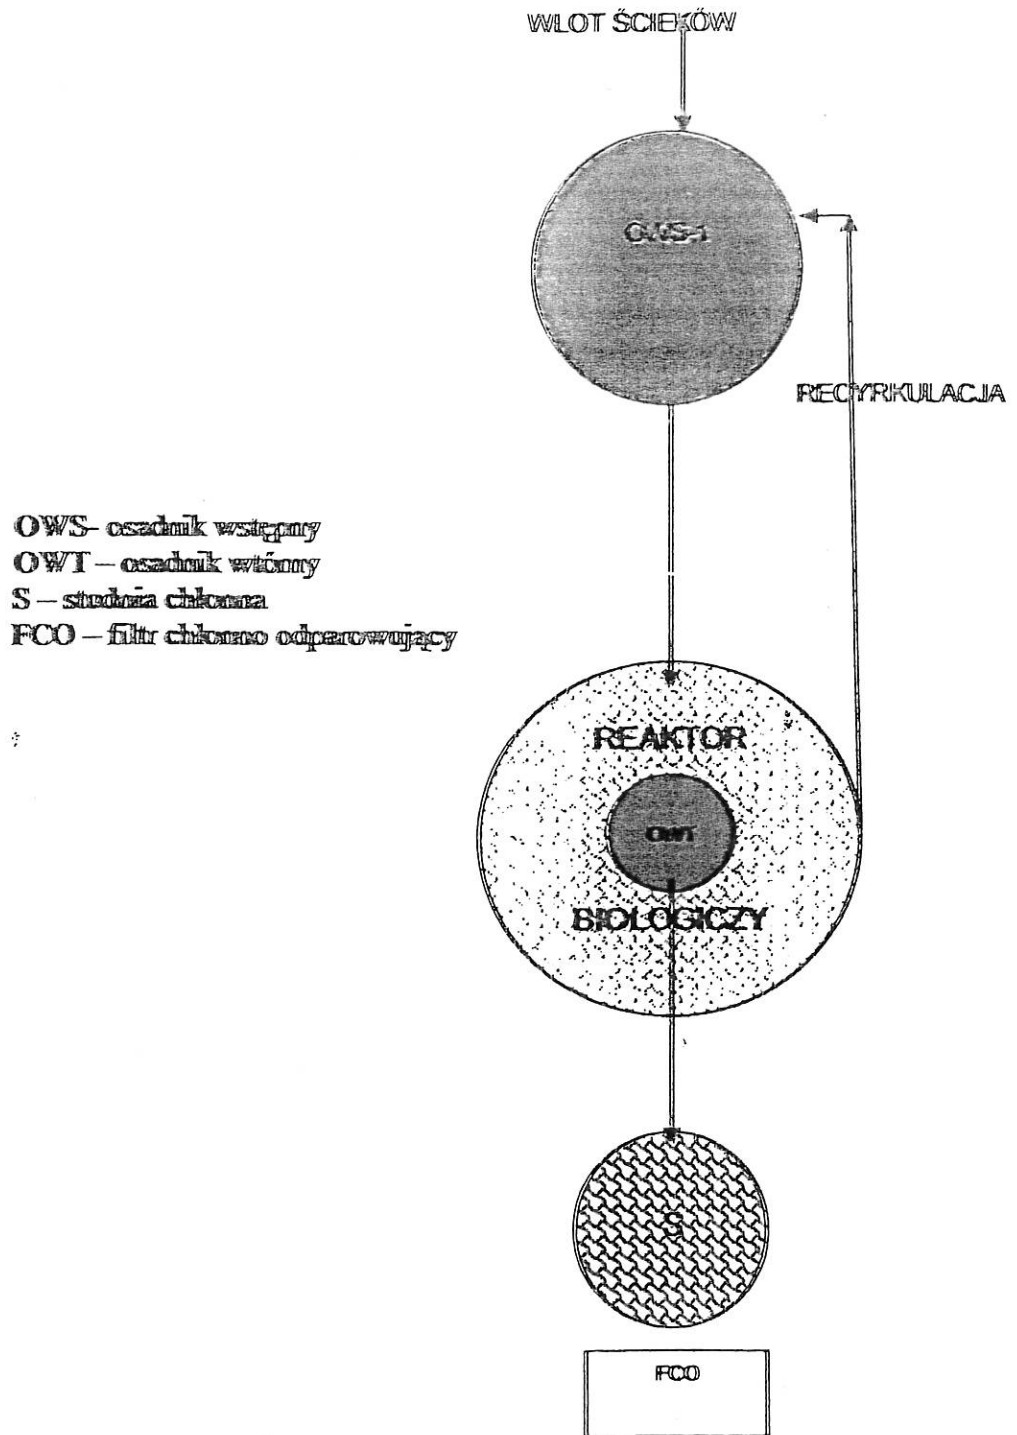 WLOT ŚCIEKÓW
OWS-1
RECYRKULACJA
OWS- osadnik wstępny
OWT – osadnik wtórny
S – studnia chłonna
FCO – filtr chłonno odparowujący
REAKTOR
OWT
BIOLOGICZY
S
FCO